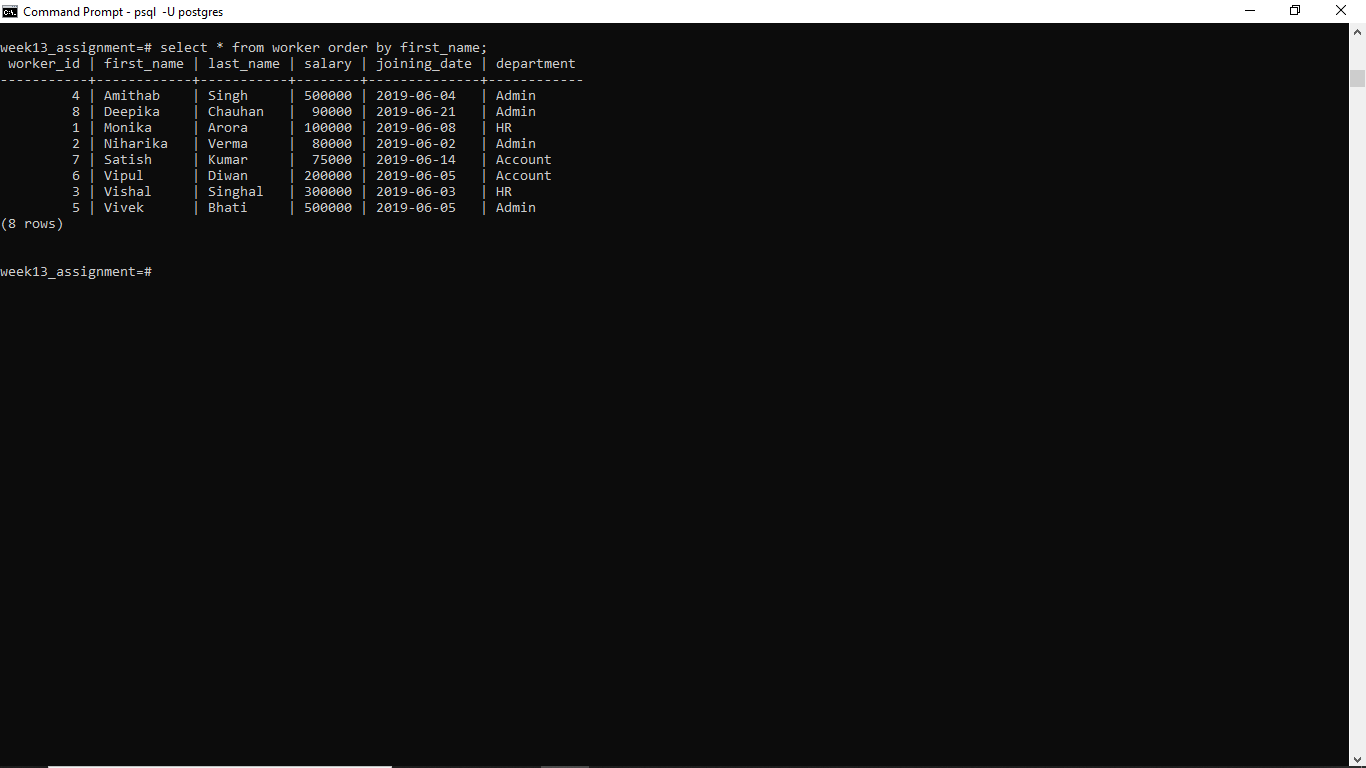 Command Prompt - psql  -U postgres
week13_assignment=# select * from worker order by first_name;
 worker_id | first_name | last_name | salary | joining_date | department
-----------+------------+-----------+--------+--------------+------------
         4 | Amithab    | Singh     | 500000 | 2019-06-04   | Admin
         8 | Deepika    | Chauhan   |  90000 | 2019-06-21   | Admin
         1 | Monika     | Arora     | 100000 | 2019-06-08   | HR
         2 | Niharika   | Verma     |  80000 | 2019-06-02   | Admin
         7 | Satish     | Kumar     |  75000 | 2019-06-14   | Account
         6 | Vipul      | Diwan     | 200000 | 2019-06-05   | Account
         3 | Vishal     | Singhal   | 300000 | 2019-06-03   | HR
         5 | Vivek      | Bhati     | 500000 | 2019-06-05   | Admin
(8 rows)
week13_assignment=#